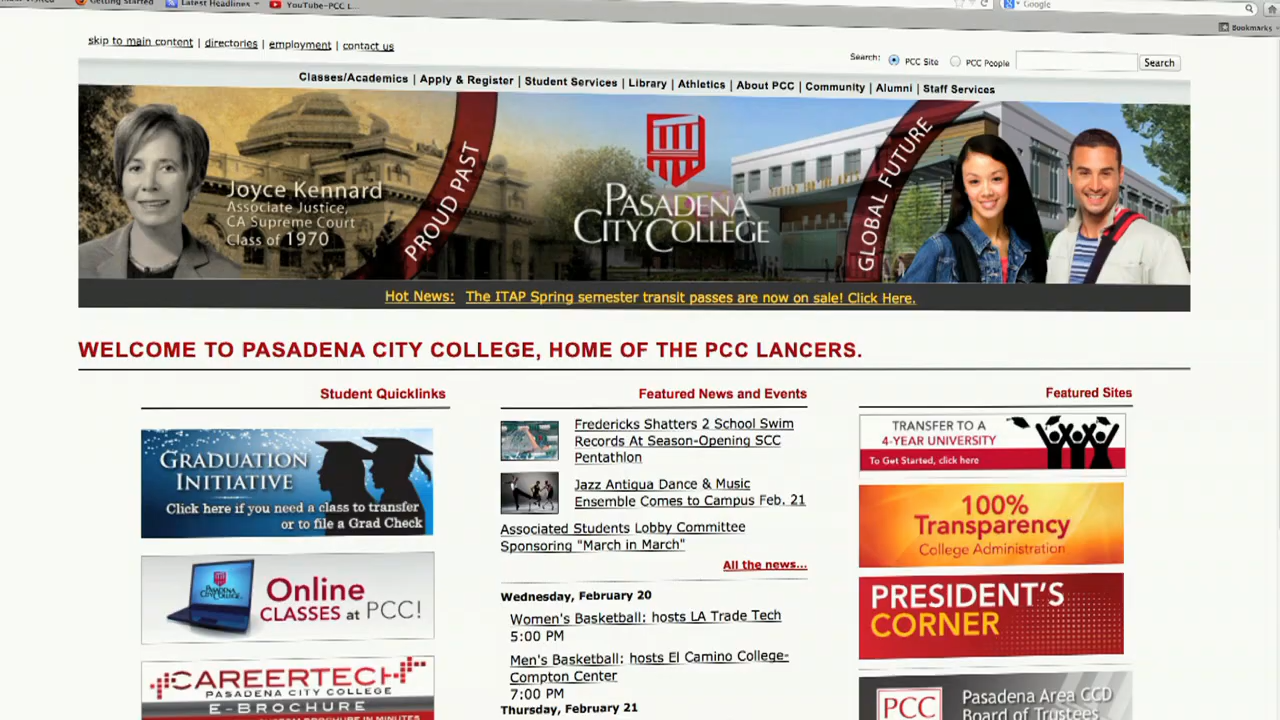 Getting Started
Latest Headlines
YouTube-PCC L...
Google
Bookmarks
skip to main content | directories | employment | contact us
Search: PCC Site PCC People Search
Classes/Academics | Apply & Register | Student Services | Library | Athletics | About PCC | Community | Alumni | Staff Services
Joyce Kennard
Associate Justice,
CA Supreme Court
Class of 1970
PROUD PAST
PASADENA
CITY COLLEGE
GLOBAL FUTURE
Hot News: The ITAP Spring semester transit passes are now on sale! Click Here.
WELCOME TO PASADENA CITY COLLEGE, HOME OF THE PCC LANCERS.
Student Quicklinks
GRADUATION
INITIATIVE
Click here if you need a class to transfer
or to file a Grad Check
PASADENA
CITY COLLEGE
Online
CLASSES at PCC!
CAREERTECH
PASADENA CITY COLLEGE
E-BROCHURE
Featured News and Events
Fredericks Shatters 2 School Swim
Records At Season-Opening SCC
Pentathlon
Jazz Antiqua Dance & Music
Ensemble Comes to Campus Feb. 21
Associated Students Lobby Committee
Sponsoring "March in March"
All the news...
Wednesday, February 20
Women's Basketball: hosts LA Trade Tech
5:00 PM
Men's Basketball: hosts El Camino College-
Compton Center
7:00 PM
Thursday, February 21
Featured Sites
TRANSFER TO A
4-YEAR UNIVERSITY
To Get Started, click here
100%
Transparency
College Administration
PRESIDENT'S
CORNER
PCC
Pasadena Area CCD
Board of Trustees